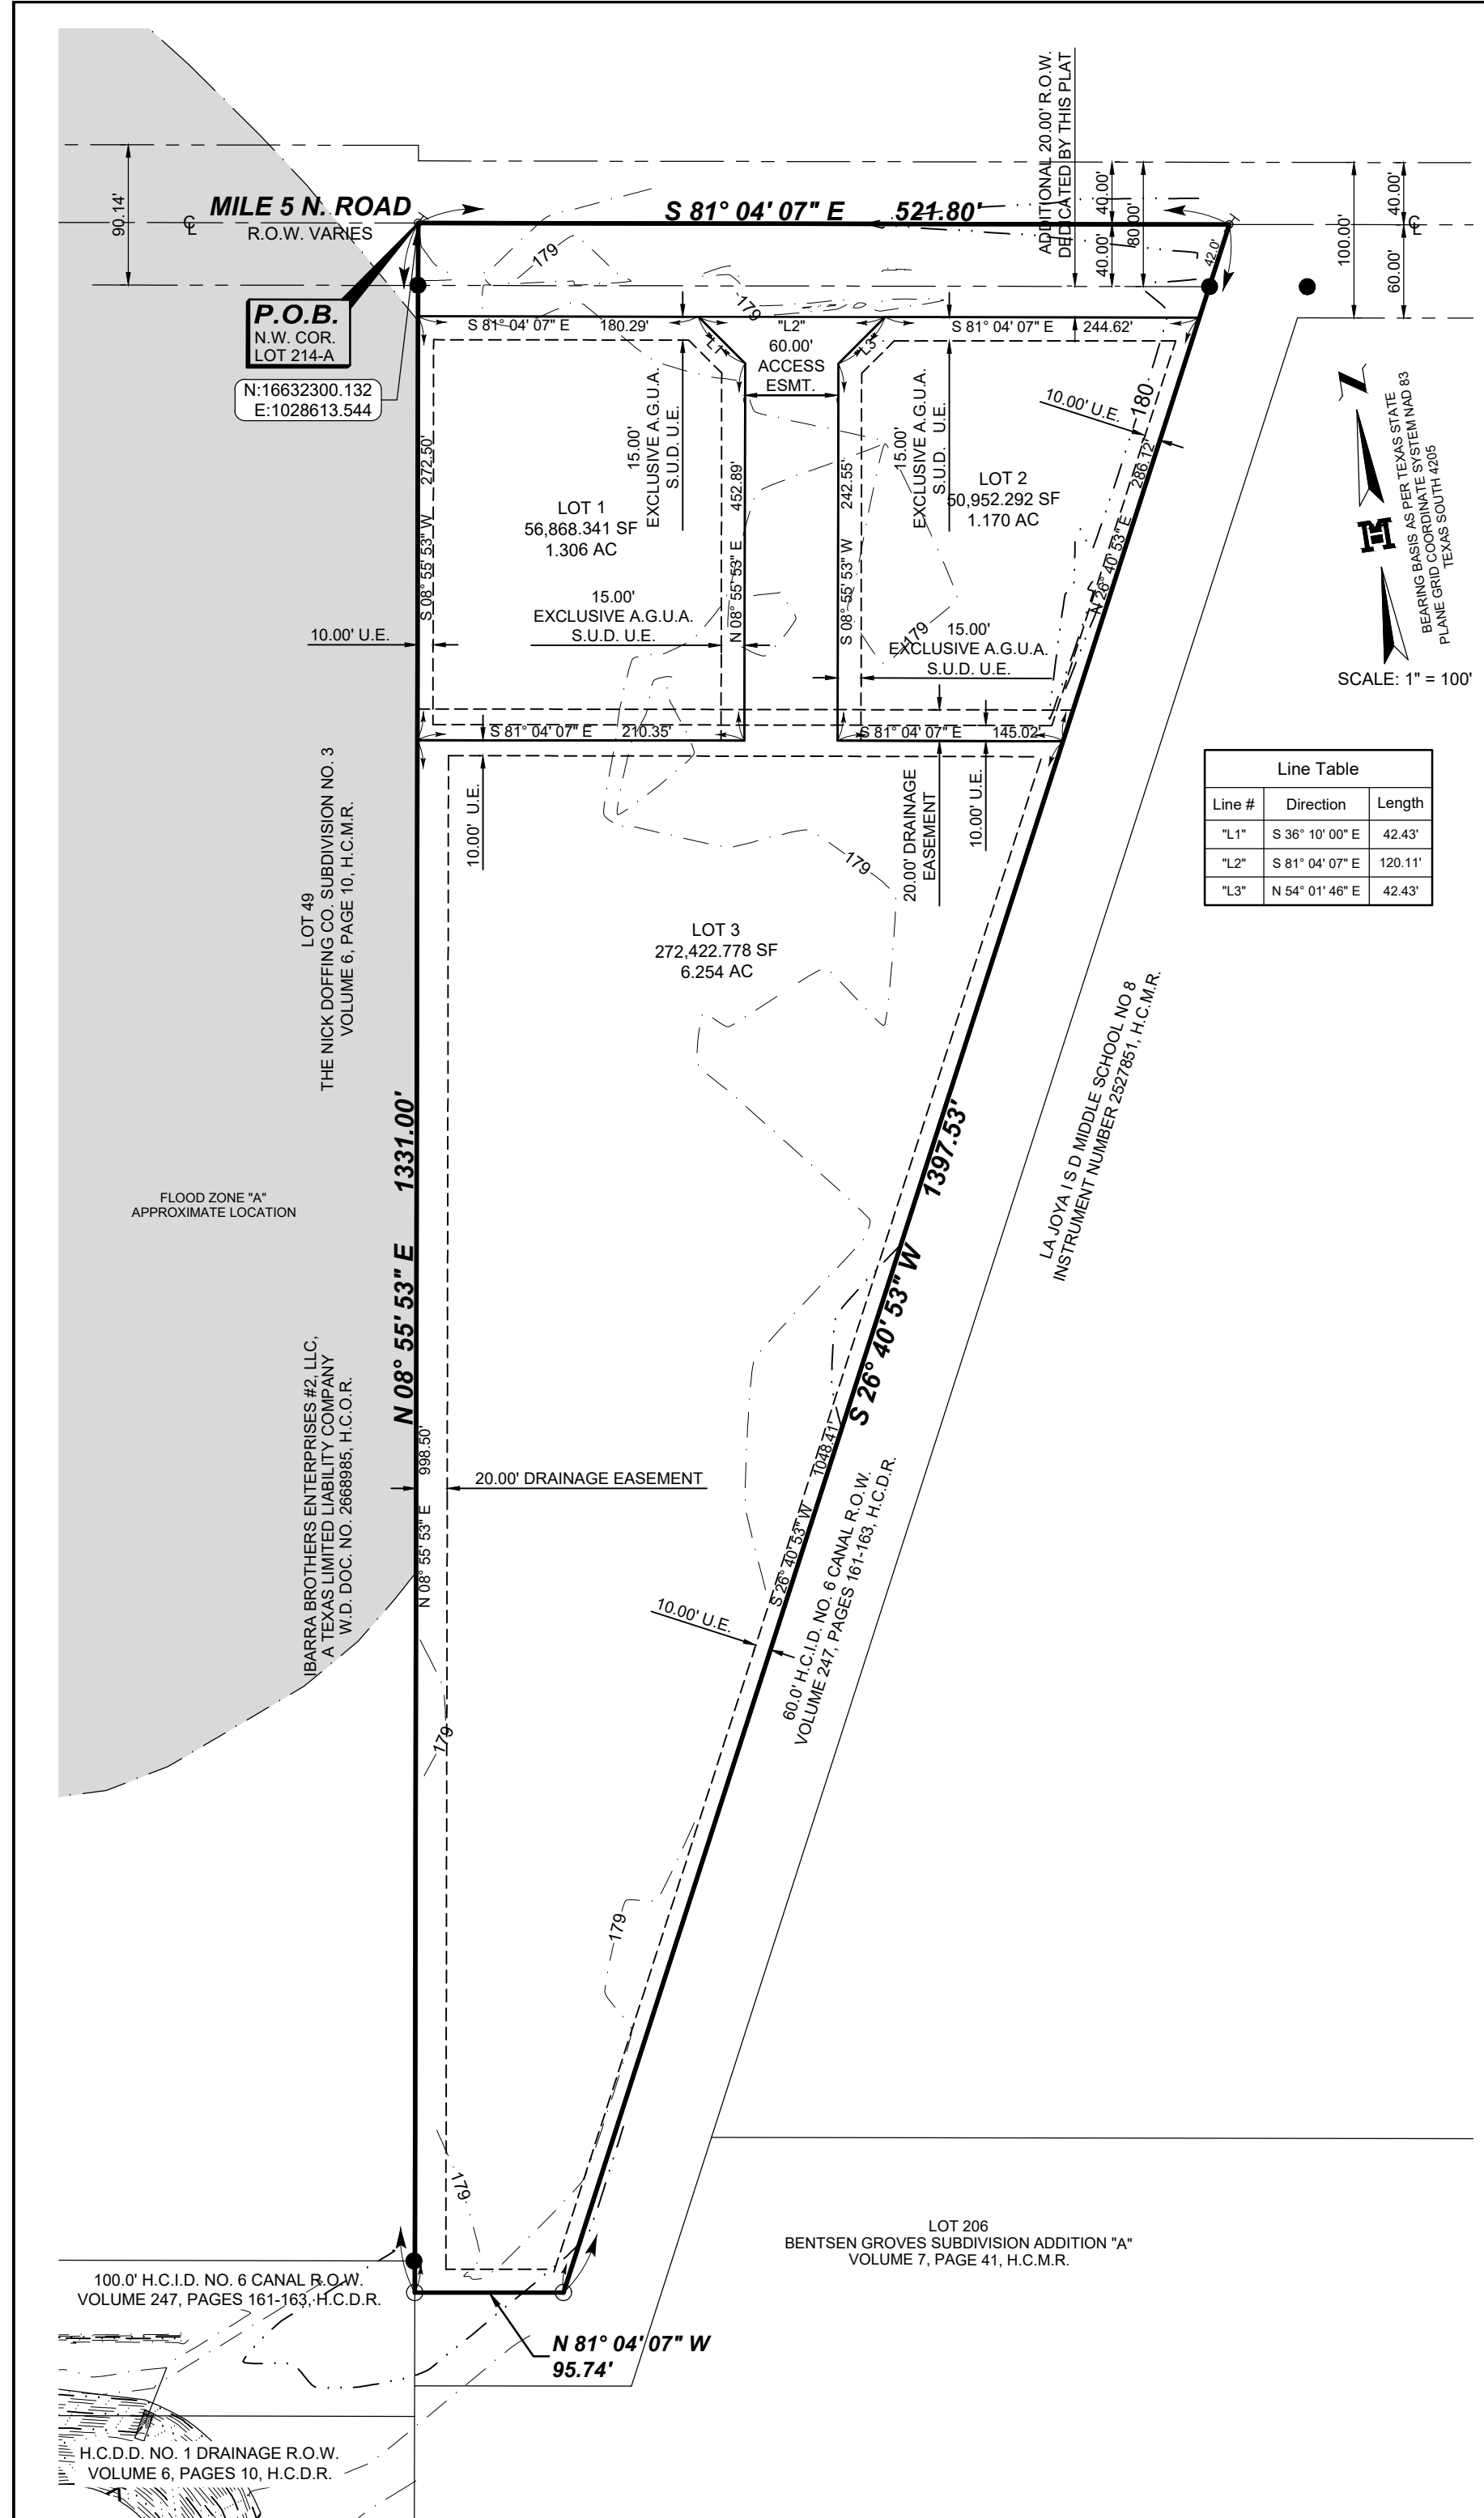 ADDITIONAL 20.00' R.O.W.
DEDICATED BY THIS PLAT
90.14'
MILE 5 N. ROAD
R.O.W. VARIES
S 81° 04' 07" E 521.80'
40.00'
40.00'
80.00'
42.0'
100.00'
40.00'
60.00'
P.O.B.
N.W. COR.
LOT 214-A
N:16632300.132
E:1028613.544
179
179
S 81° 04' 07" E 180.29'
"L2"
S 81° 04' 07" E 244.62'
L1
L3
60.00'
ACCESS
ESMT.
15.00'
EXCLUSIVE A.G.U.A.
S.U.D. U.E.
15.00'
EXCLUSIVE A.G.U.A.
S.U.D. U.E.
10.00' U.E.
180
S 08° 55' 53" W 272.50'
LOT 1
56,868.341 SF
1.306 AC
N 08° 55' 53" E 452.89'
S 08° 55' 53" W 242.55'
LOT 2
50,952.292 SF
1.170 AC
N 26° 40' 53" E 286.12'
15.00'
EXCLUSIVE A.G.U.A.
S.U.D. U.E.
179
15.00'
EXCLUSIVE A.G.U.A.
S.U.D. U.E.
10.00' U.E.
BEARING BASIS AS PER TEXAS STATE
PLANE GRID COORDINATE SYSTEM NAD 83
TEXAS SOUTH 4205
SCALE: 1" = 100'
S 81° 04' 07" E 210.35'
S 81° 04' 07" E 145.02'
10.00' U.E.
20.00' DRAINAGE
EASEMENT
10.00' U.E.
Line Table
Line # Direction Length
"L1" S 36° 10' 00" E 42.43'
"L2" S 81° 04' 07" E 120.11'
"L3" N 54° 01' 46" E 42.43'
LOT 49
THE NICK DOFFING CO. SUBDIVISION NO. 3
VOLUME 6, PAGE 10, H.C.M.R.
179
LOT 3
272,422.778 SF
6.254 AC
LA JOYA I S D MIDDLE SCHOOL NO 8
INSTRUMENT NUMBER 2527851, H.C.M.R.
N 08° 55' 53" E 1331.00'
S 26° 40' 53" W 1397.53'
FLOOD ZONE "A"
APPROXIMATE LOCATION
IBARRA BROTHERS ENTERPRISES #2, LLC,
A TEXAS LIMITED LIABILITY COMPANY
W.D. DOC. NO. 2668985, H.C.O.R.
N 08° 55' 53" E 998.50'
20.00' DRAINAGE EASEMENT
S 26° 40' 53" W 1048.41'
10.00' U.E.
60.0' H.C.I.D. NO. 6 CANAL R.O.W.
VOLUME 247, PAGES 161-163, H.C.D.R.
179
179
179
LOT 206
BENTSEN GROVES SUBDIVISION ADDITION "A"
VOLUME 7, PAGE 41, H.C.M.R.
100.0' H.C.I.D. NO. 6 CANAL R.O.W.
VOLUME 247, PAGES 161-163, H.C.D.R.
N 81° 04' 07" W
95.74'
H.C.D.D. NO. 1 DRAINAGE R.O.W.
VOLUME 6, PAGES 10, H.C.D.R.